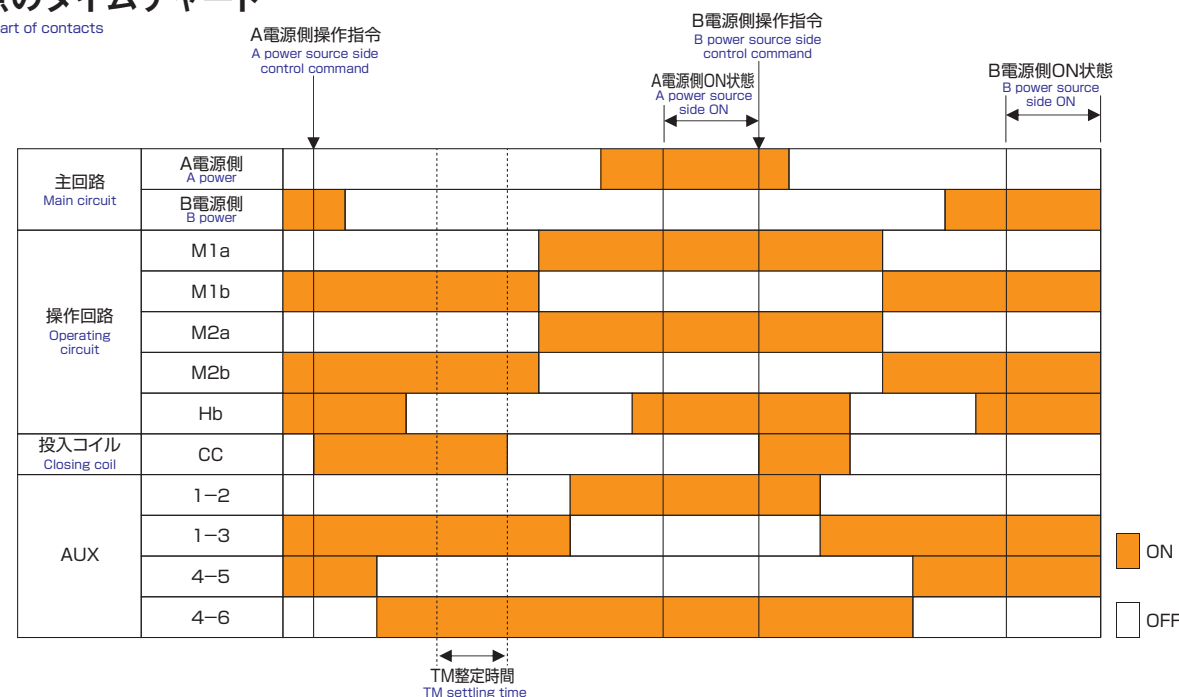 のタイムチャート
art of contacts
A電源側操作指令
A power source side
control command
B電源側操作指令
B power source side
control command
A電源側ON状態
A power source
side ON
B電源側ON状態
B power source
side ON
主回路
Main circuit
A電源側
A power
B電源側
B power
操作回路
Operating
circuit
M1a
M1b
M2a
M2b
Hb
投入コイル
Closing coil
CC
AUX
1−2
1−3
4−5
4−6
ON
OFF
TM整定時間
TM settling time